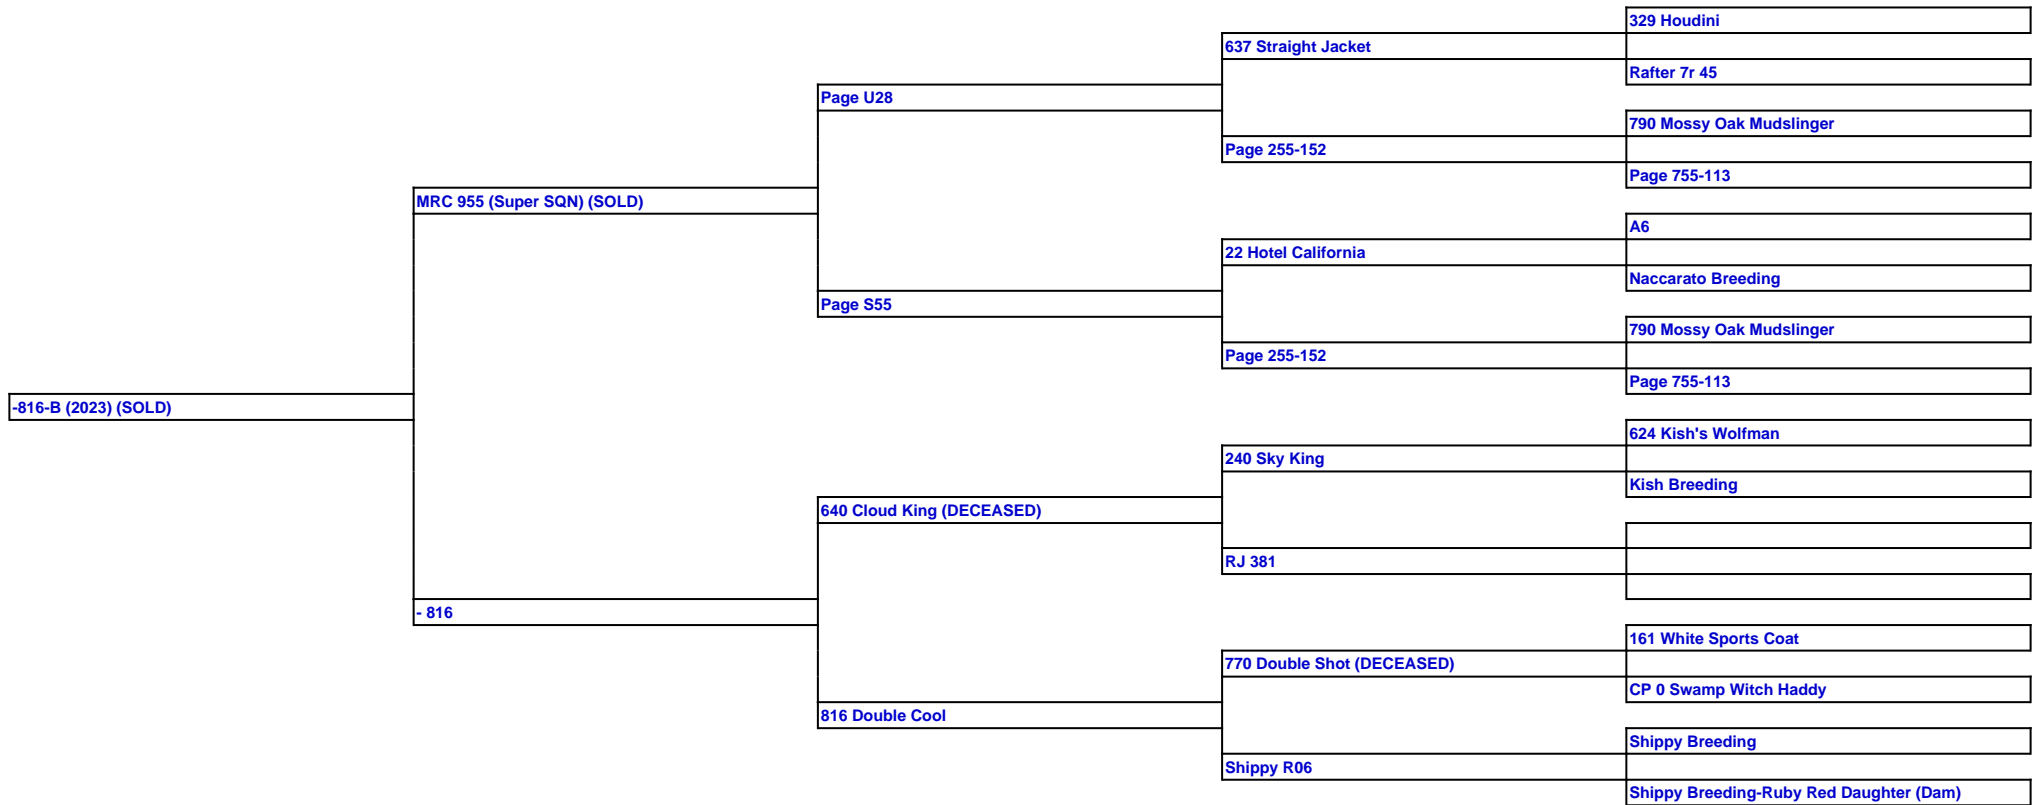 329 Houdini
637 Straight Jacket
Rafter 7r 45
Page U28
790 Mossy Oak Mudslinger
Page 255-152
Page 755-113
MRC 955 (Super SQN) (SOLD)
A6
22 Hotel California
Naccarato Breeding
Page S55
790 Mossy Oak Mudslinger
Page 255-152
Page 755-113
-816-B (2023) (SOLD)
624 Kish's Wolfman
240 Sky King
Kish Breeding
640 Cloud King (DECEASED)
RJ 381
- 816
161 White Sports Coat
770 Double Shot (DECEASED)
CP 0 Swamp Witch Haddy
816 Double Cool
Shippy Breeding
Shippy R06
Shippy Breeding-Ruby Red Daughter (Dam)